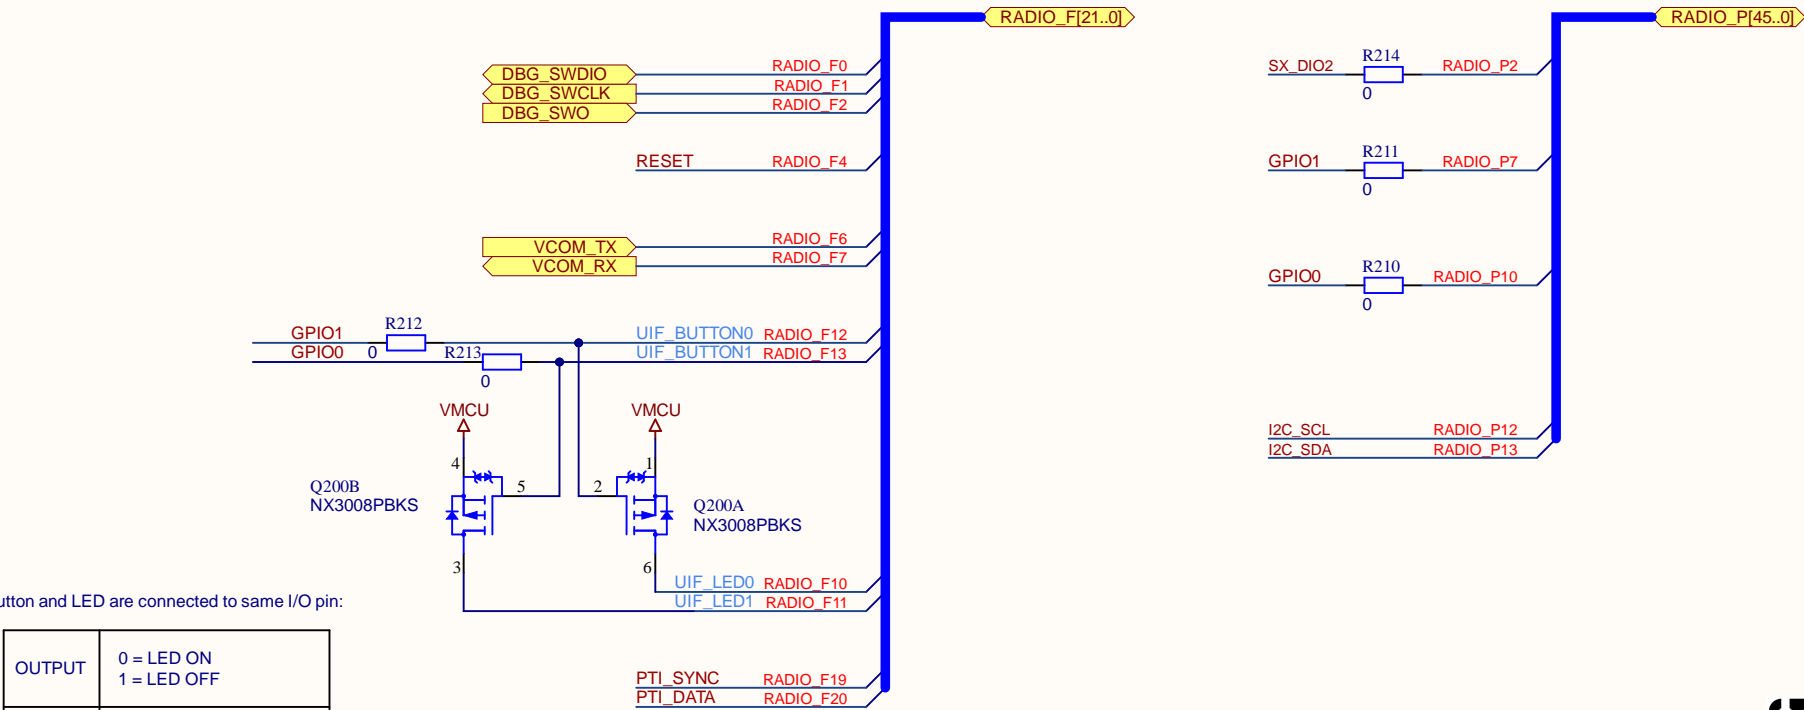 RADIO_F[21..0]
RADIO_P[45..0]
DBG_SWDIO
RADIO_F0
DBG_SWCLK
RADIO_F1
DBG_SWO
RADIO_F2
RESET
RADIO_F4
VCOM_TX
RADIO_F6
VCOM_RX
RADIO_F7
GPIO1
R212
0
UIF_BUTTON0
RADIO_F12
GPIO0
R213
0
UIF_BUTTON1
RADIO_F13
VMCU
VMCU
4
5
3
Q200B
NX3008PBKS
1
2
6
Q200A
NX3008PBKS
UIF_LED0
RADIO_F10
UIF_LED1
RADIO_F11
PTI_SYNC
RADIO_F19
PTI_DATA
RADIO_F20
SX_DIO2
R214
0
RADIO_P2
GPIO1
R211
0
RADIO_P7
GPIO0
R210
0
RADIO_P10
I2C_SCL
RADIO_P12
I2C_SDA
RADIO_P13
utton and LED are connected to same I/O pin:
OUTPUT
0 = LED ON
1 = LED OFF